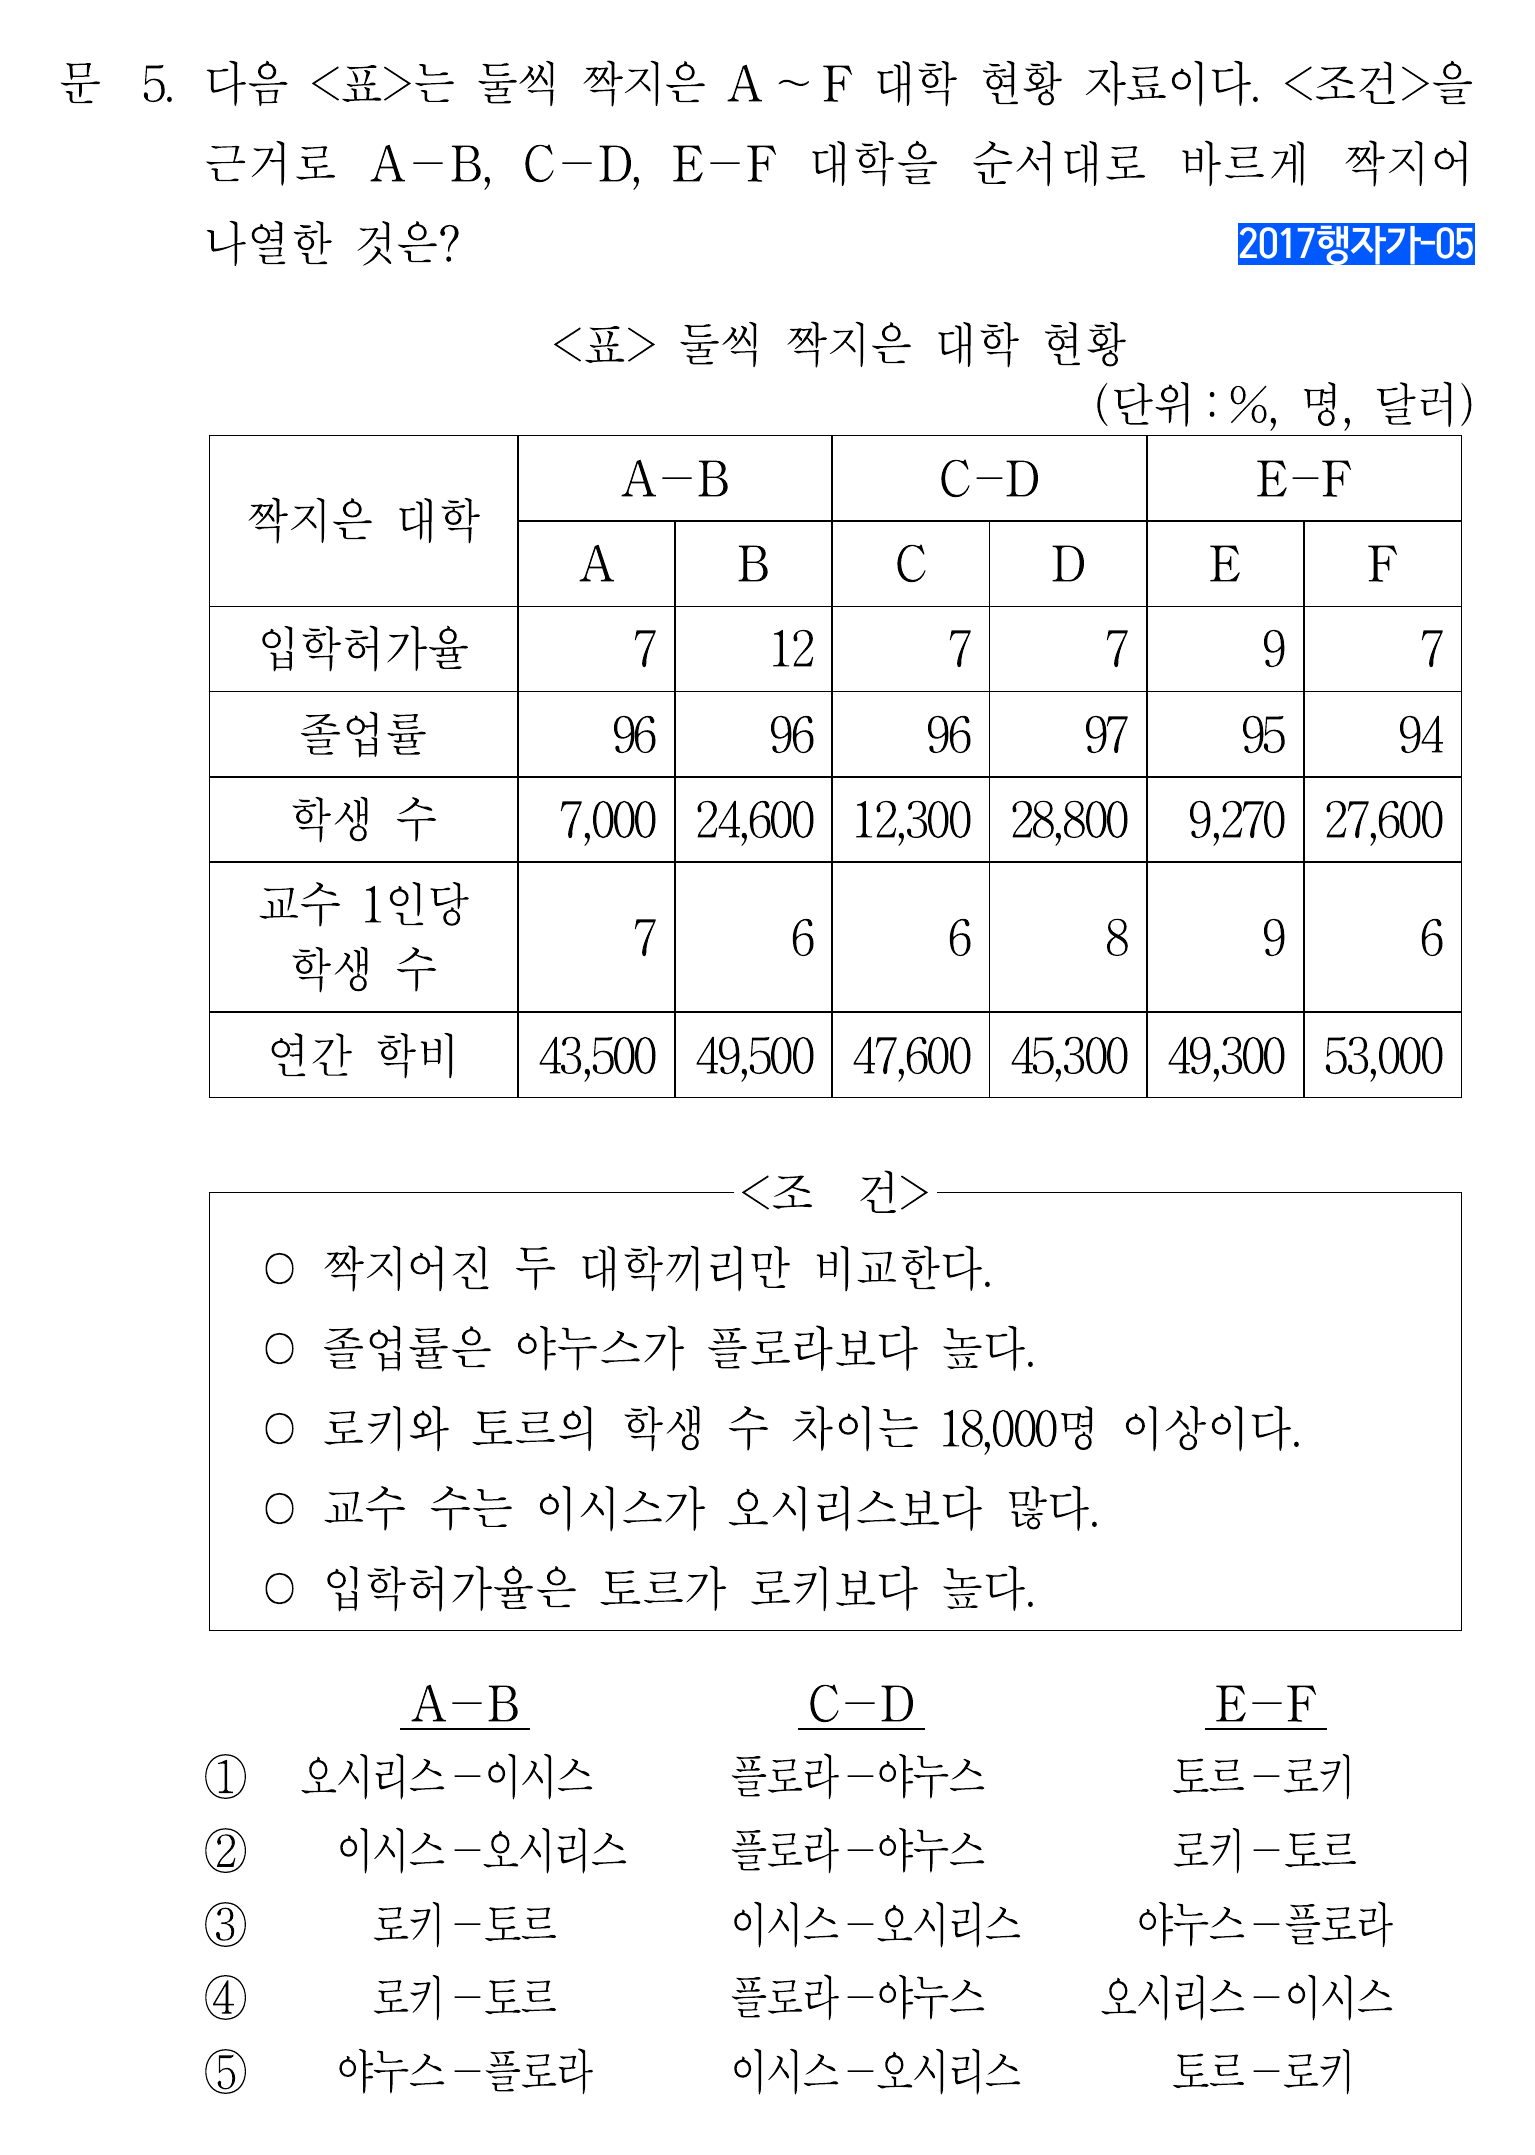 문 5. 다음 <표>는 둘씩 짝지은 A~F 대학 현황 자료이다. <조건>을
근거로 A-B, C-D, E-F 대학을 순서대로 바르게 짝지어
나열한 것은?
2017행자가-05
<표> 둘씩 짝지은 대학 현황
(단위:%, 명, 달러)
짝지은 대학 A-B C-D E-F
A B C D E F
입학허가율 7 12 7 7 9 7
졸업률 96 96 96 97 95 94
학생 수 7,000 24,600 12,300 28,800 9,270 27,600
교수 1인당
학생 수 7 6 6 8 9 6
연간 학비 43,500 49,500 47,600 45,300 49,300 53,000
<조 건>
○ 짝지어진 두 대학끼리만 비교한다.
○ 졸업률은 야누스가 플로라보다 높다.
○ 로키와 토르의 학생 수 차이는 18,000명 이상이다.
○ 교수 수는 이시스가 오시리스보다 많다.
○ 입학허가율은 토르가 로키보다 높다.
A-B C-D E-F
① 오시리스-이시스 플로라-야누스 토르-로키
② 이시스-오시리스 플로라-야누스 로키-토르
③ 로키-토르 이시스-오시리스 야누스-플로라
④ 로키-토르 플로라-야누스 오시리스-이시스
⑤ 야누스-플로라 이시스-오시리스 토르-로키